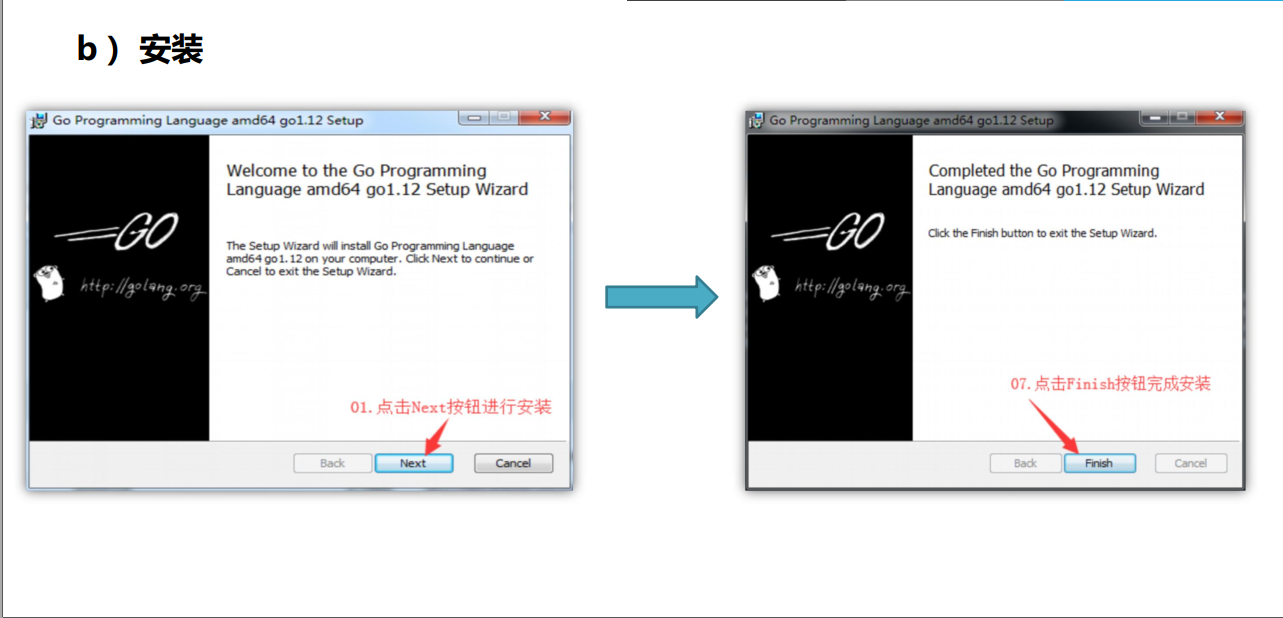 b ）安装
Go Programming Language amd64 go1.12 Setup
Welcome to the Go Programming
Language amd64 go1.12 Setup Wizard
The Setup Wizard will install Go Programming Language
amd64 go1.12 on your computer. Click Next to continue or
Cancel to exit the Setup Wizard.
GO
http://golang.org
01.点击Next按钮进行安装
Back
Next
Cancel
Go Programming Language amd64 go1.12 Setup
Completed the Go Programming
Language amd64 go1.12 Setup Wizard
Click the Finish button to exit the Setup Wizard.
GO
http://golang.org
07.点击Finish按钮完成安装
Back
Finish
Cancel